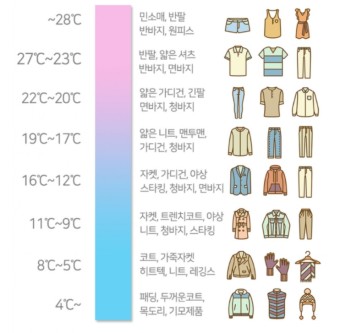 ~28℃
민소매, 반팔
반바지, 원피스
27℃~23℃
반팔, 얇은 셔츠
반바지, 면바지
22℃~20℃
얇은 가디건, 긴팔
면바지, 청바지
19℃~17℃
얇은 니트, 맨투맨,
가디건, 청바지
16℃~12℃
자켓, 가디건, 야상
스타킹, 청바지, 면바지
11℃~9℃
자켓, 트렌치코트, 야상
니트, 청바지, 스타킹
8℃~5℃
코트, 가죽자켓
히트텍, 니트, 레깅스
4℃~
패딩, 두꺼운코트,
목도리, 기모제품